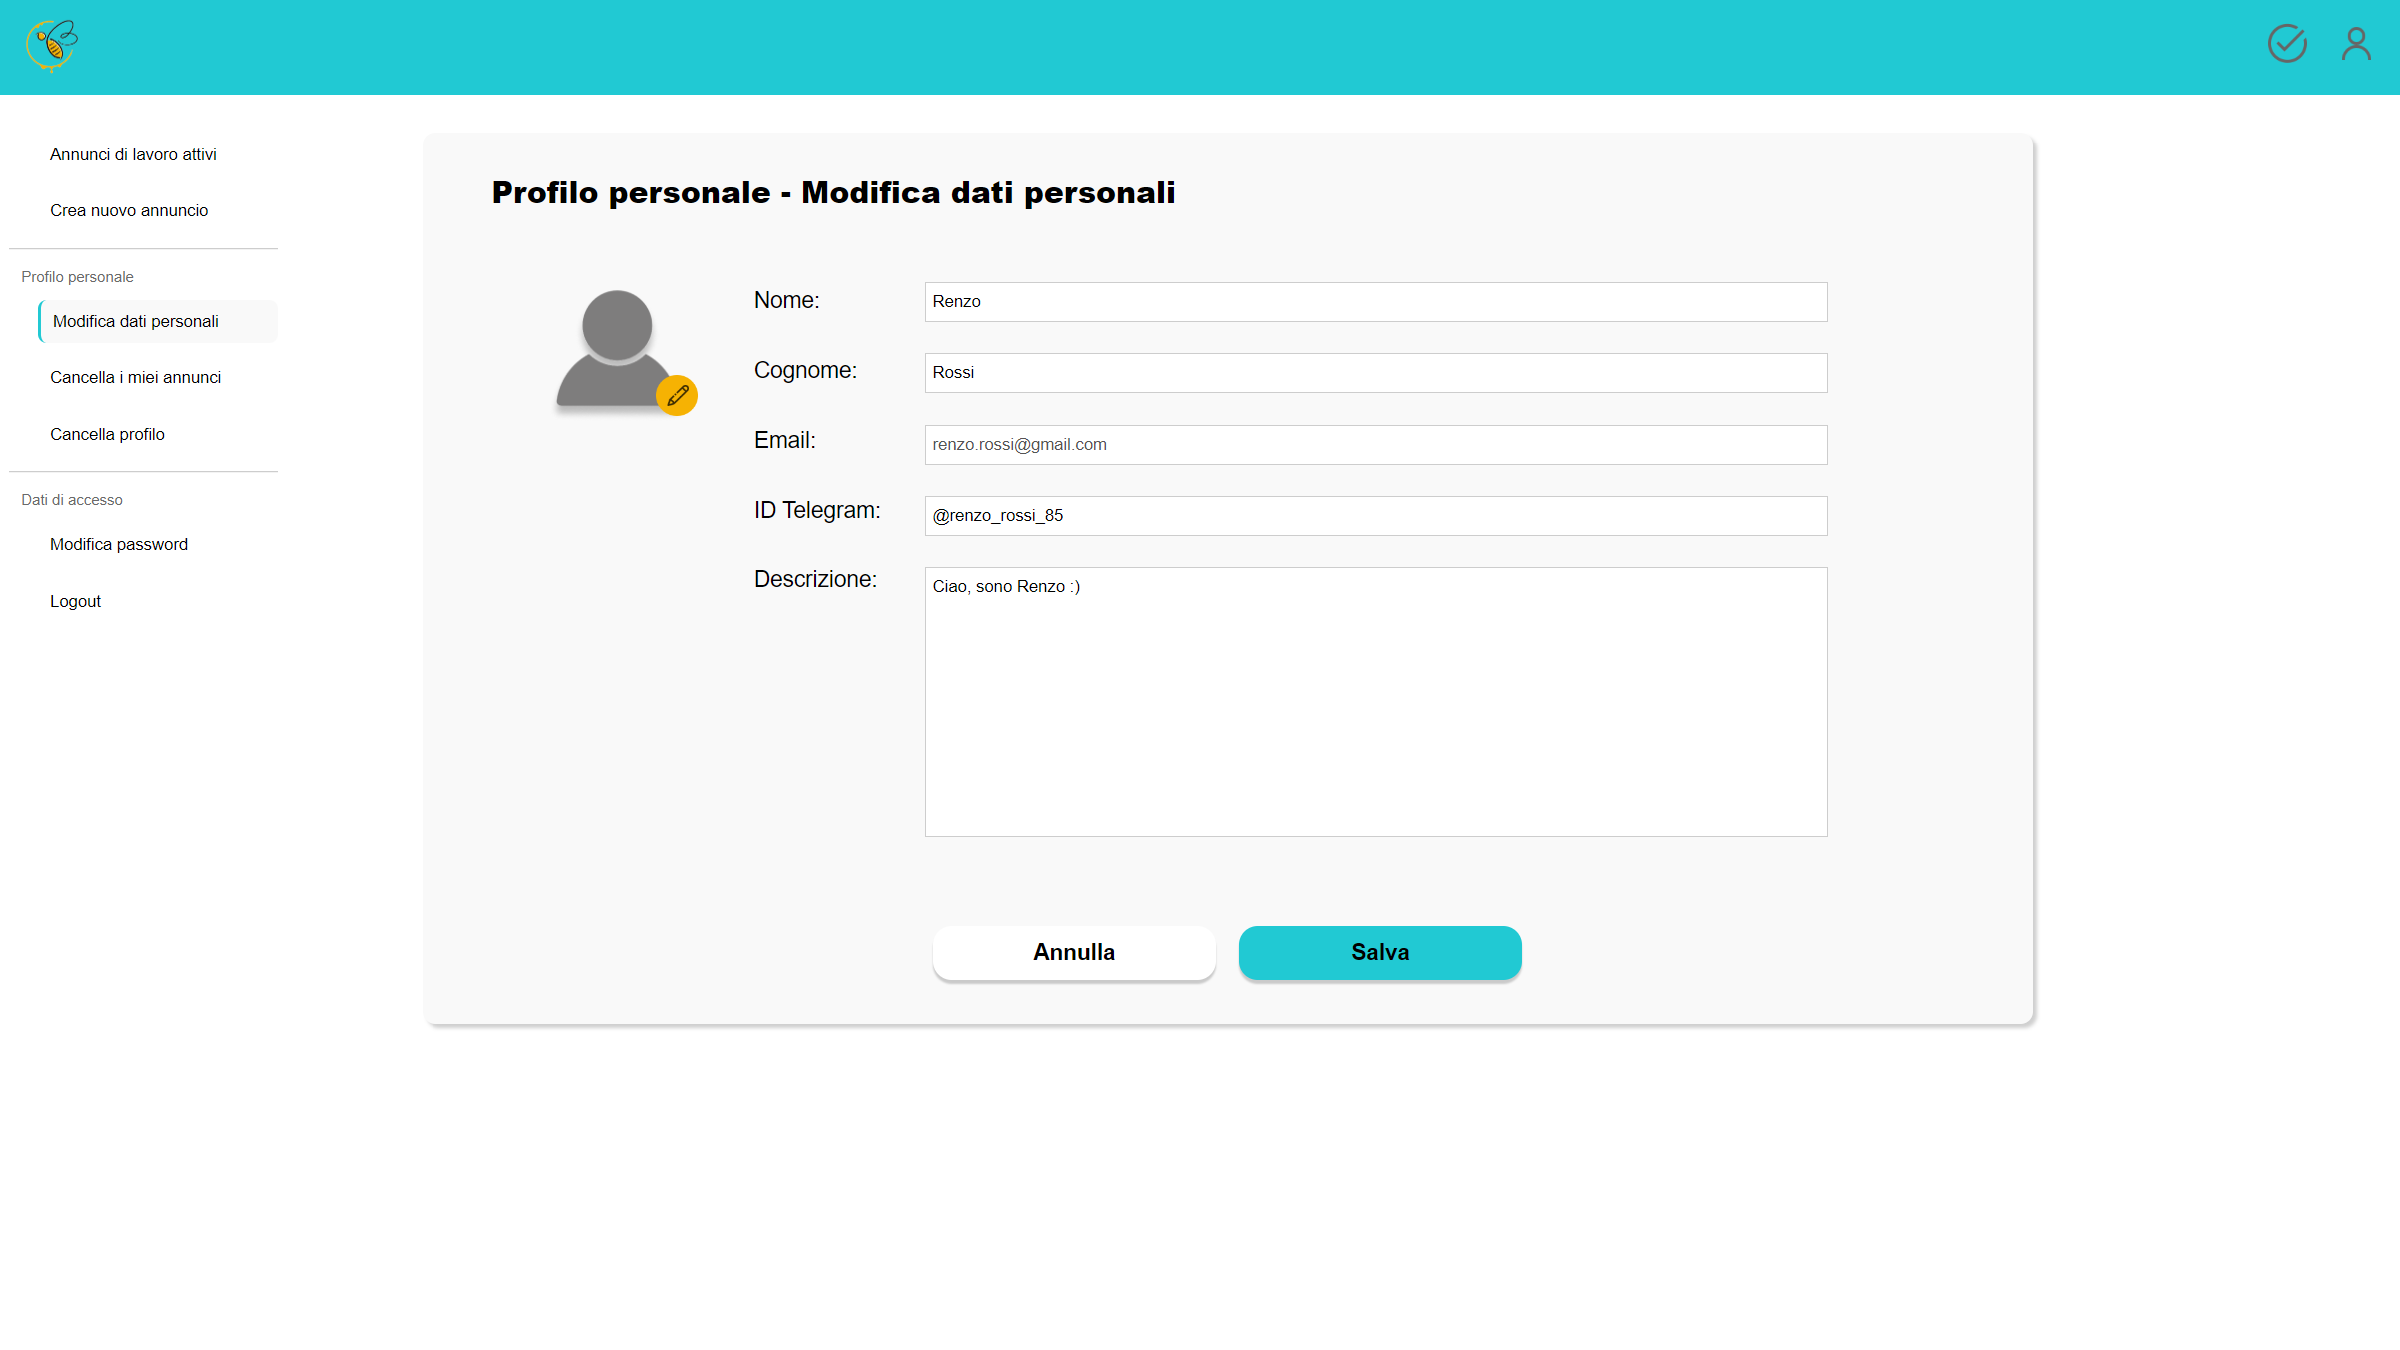 Annunci di lavoro attivi
Crea nuovo annuncio
Profilo personale
Modifica dati personali
Cancella i miei annunci
Cancella profilo
Dati di accesso
Modifica password
Logout
Profilo personale - Modifica dati personali
Nome: Renzo
Cognome: Rossi
Email: renzo.rossi@gmail.com
ID Telegram: @renzo_rossi_85
Descrizione: Ciao, sono Renzo :)
Annulla Salva